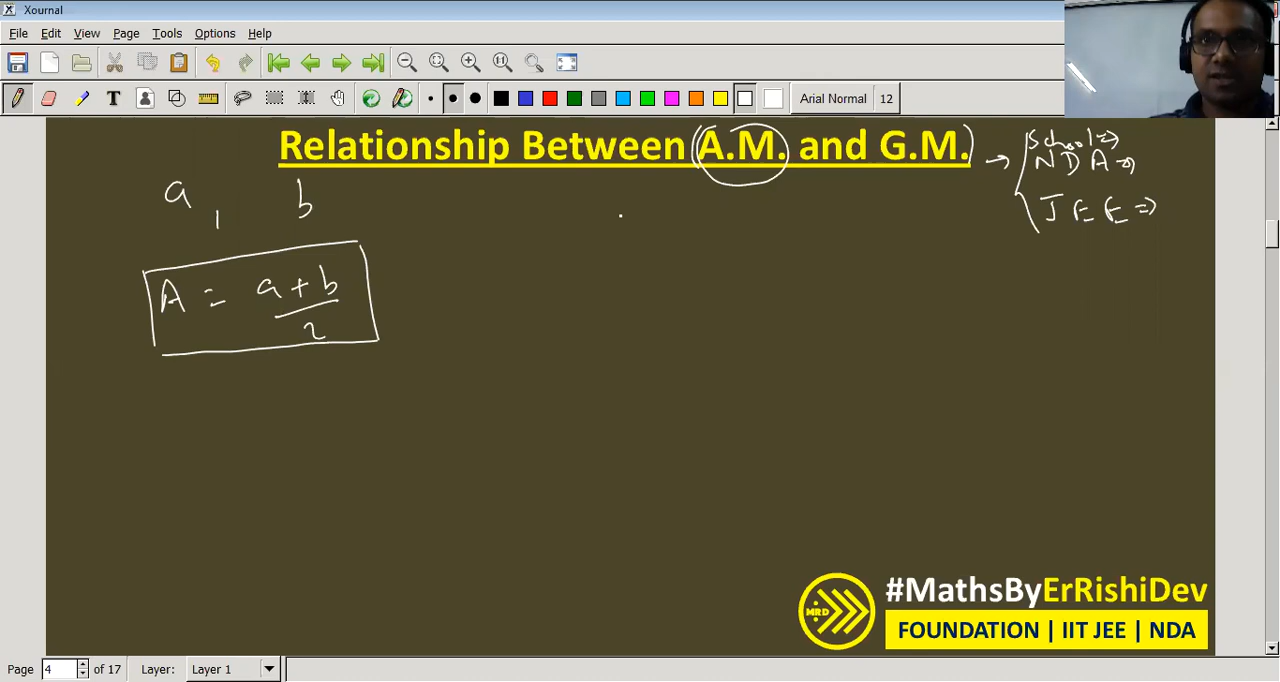 Xournal
File Edit View Page Tools Options Help
Arial Normal 12
Relationship Between (A.M. and G.M.)
School ⇒
→ NDA ⇒
JEE ⇒
a , b
A = a+b
2
#MathsByErRishiDev
MRD
FOUNDATION | IIT JEE | NDA
Page 4 of 17 Layer: Layer 1